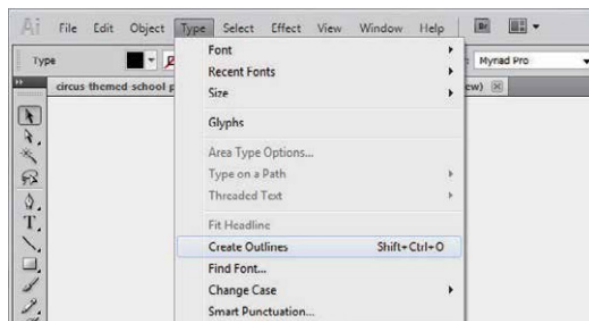 Ai File Edit Object Type Select Effect View Window Help Br
Type Myriad Pro
circus themed school p ew)
Font
Recent Fonts
Size
Glyphs
Area Type Options...
Type on a Path
Threaded Text
Fit Headline
Create Outlines Shift+Ctrl+O
Find Font...
Change Case
Smart Punctuation...